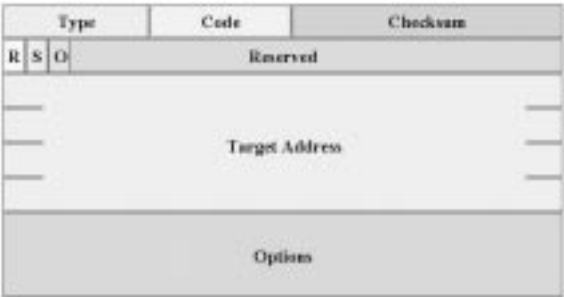 Type Code Checksum
R S O Reserved
Target Address
Options